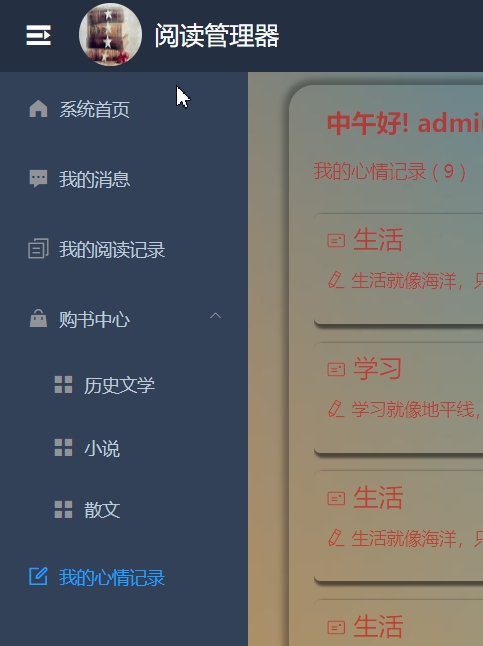 阅读管理器
系统首页
我的消息
我的阅读记录
购书中心
历史文学
小说
散文
我的心情记录
中午好! admi
我的心情记录 ( 9 )
生活
生活就像海洋，
学习
学习就像地平线，
生活
生活就像海洋，
生活